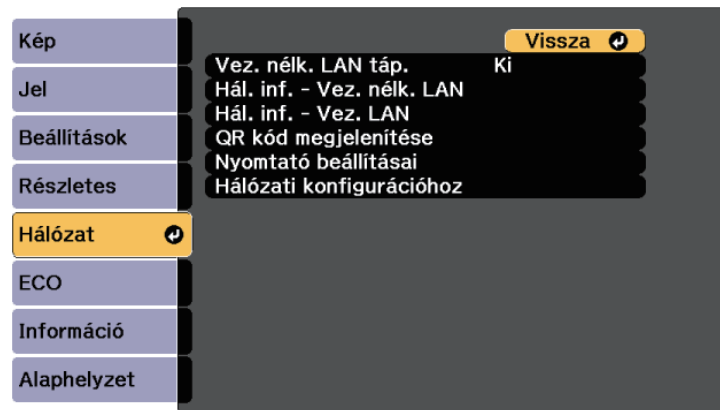 Kép
Jel
Beállítások
Részletes
Hálózat
ECO
Információ
Alaphelyzet
Vissza
Vez. nélk. LAN táp. Ki
Hál. inf. - Vez. nélk. LAN
Hál. inf. - Vez. LAN
QR kód megjelenítése
Nyomtató beállításai
Hálózati konfigurációhoz